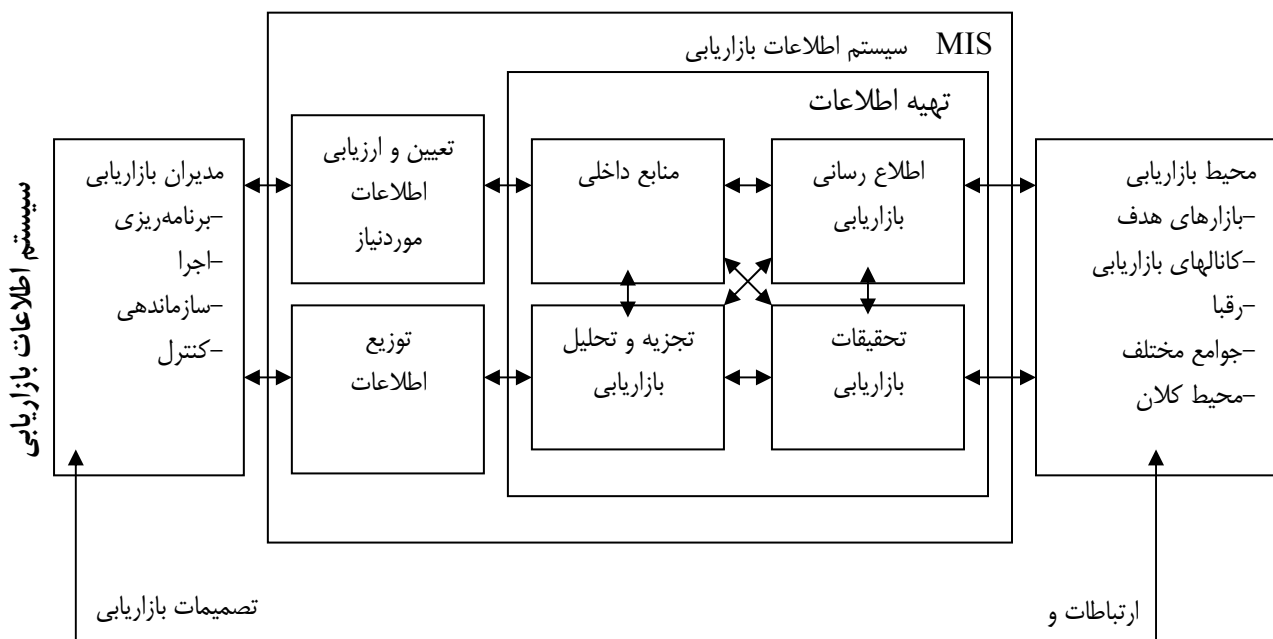 MIS سیستم اطلاعات بازاریابی
تهیه اطلاعات
محیط بازاریابی
-بازارهای هدف
-کانالهای بازاریابی
-رقبا
-جوامع مختلف
-محیط کلان
اطلاع رسانی
بازاریابی
منابع داخلی
تعیین و ارزیابی
اطلاعات
موردنیاز
مدیران بازاریابی
-برنامه‌ریزی
-اجرا
-سازماندهی
-کنترل
تحقیقات
بازاریابی
تجزیه و تحلیل
بازاریابی
توزیع
اطلاعات
سیستم اطلاعات بازاریابی
ارتباطات و
تصمیمات بازاریابی